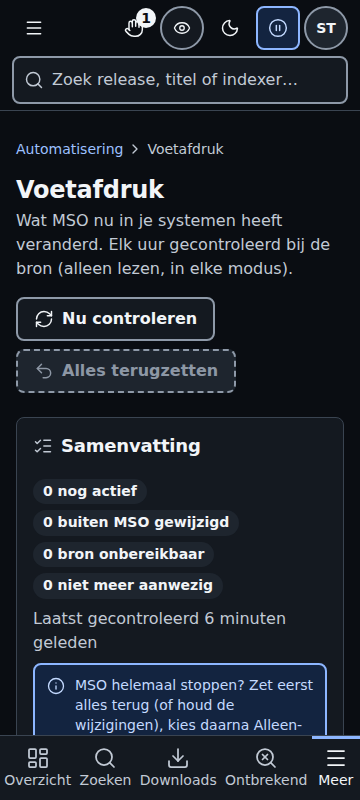 1
ST
Zoek release, titel of indexer…
Automatisering > Voetafdruk
Voetafdruk
Wat MSO nu in je systemen heeft
veranderd. Elk uur gecontroleerd bij de
bron (alleen lezen, in elke modus).
Nu controleren
Alles terugzetten
Samenvatting
0 nog actief
0 buiten MSO gewijzigd
0 bron onbereikbaar
0 niet meer aanwezig
Laatst gecontroleerd 6 minuten
geleden
MSO helemaal stoppen? Zet eerst
alles terug (of houd de
wijzigingen), kies daarna Alleen-
Overzicht Zoeken Downloads Ontbrekend Meer